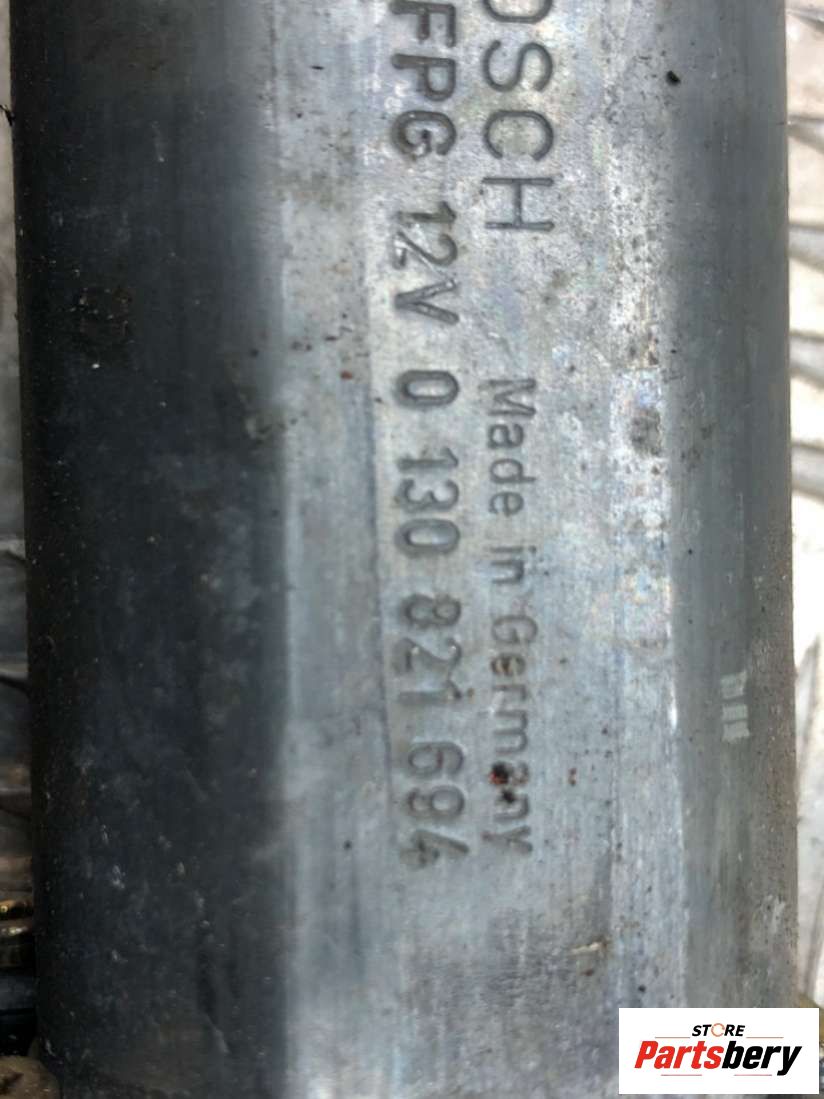 OSCH
FPG 12V 0 130 821 694
Made in Germany
STORE
Partsbery